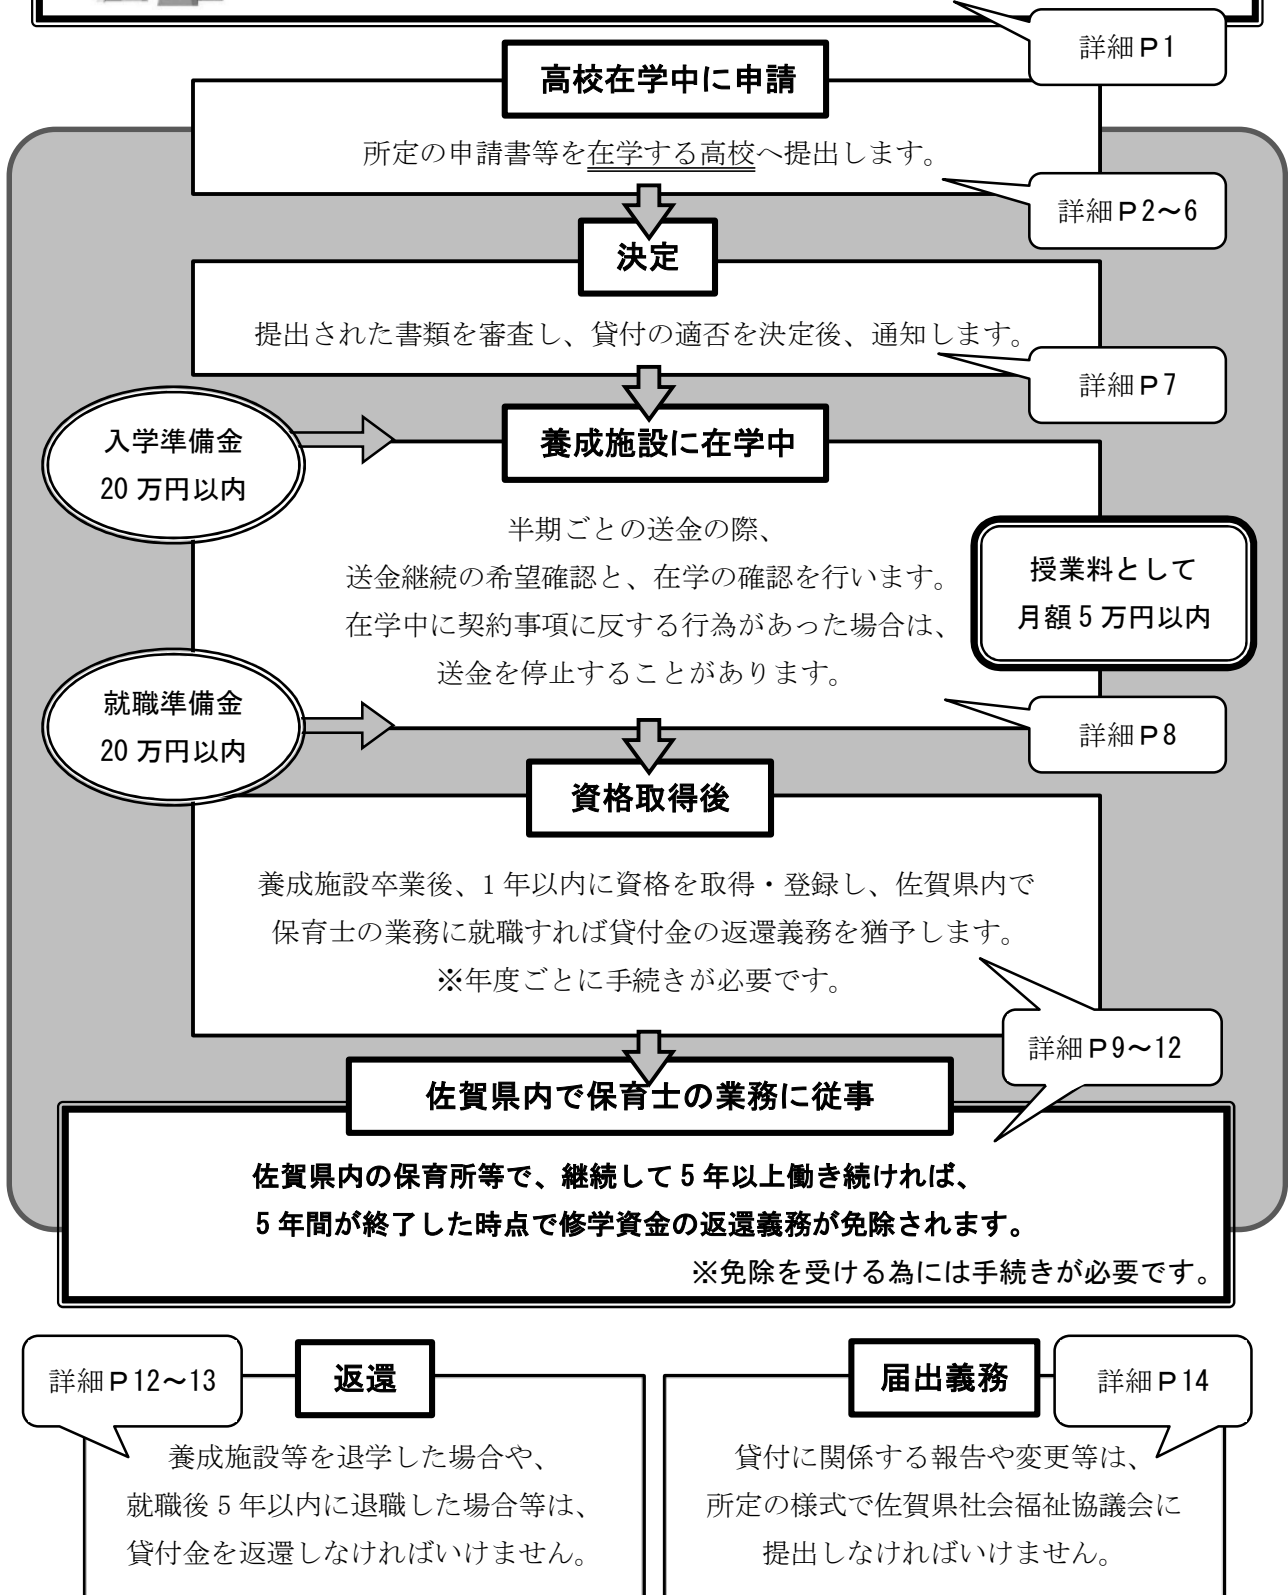 詳細Ｐ1
高校在学中に申請
所定の申請書等を在学する高校へ提出します。
詳細Ｐ2～6
決定
提出された書類を審査し、貸付の適否を決定後、通知します。
詳細Ｐ7
入学準備金
20 万円以内
養成施設に在学中
半期ごとの送金の際、
送金継続の希望確認と、在学の確認を行います。
在学中に契約事項に反する行為があった場合は、
送金を停止することがあります。
授業料として
月額 5 万円以内
就職準備金
20 万円以内
詳細Ｐ8
資格取得後
養成施設卒業後、1 年以内に資格を取得・登録し、佐賀県内で
保育士の業務に就職すれば貸付金の返還義務を猶予します。
※年度ごとに手続きが必要です。
詳細Ｐ9～12
佐賀県内で保育士の業務に従事
佐賀県内の保育所等で、継続して 5 年以上働き続ければ、
5 年間が終了した時点で修学資金の返還義務が免除されます。
※免除を受ける為には手続きが必要です。
詳細Ｐ12～13
返還
養成施設等を退学した場合や、
就職後 5 年以内に退職した場合等は、
貸付金を返還しなければいけません。
届出義務
詳細Ｐ14
貸付に関係する報告や変更等は、
所定の様式で佐賀県社会福祉協議会に
提出しなければいけません。